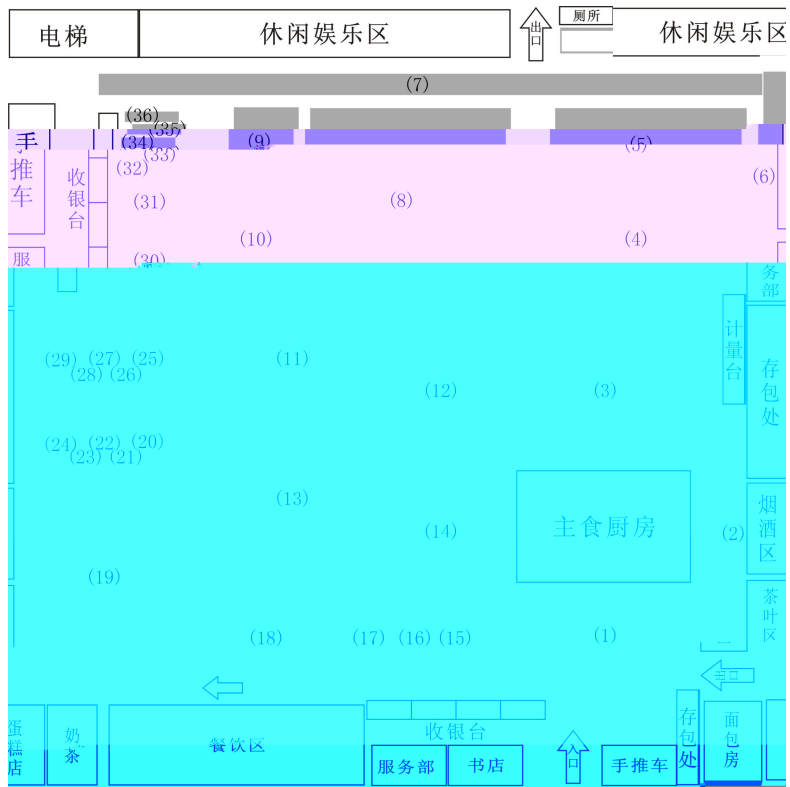 电梯
休闲娱乐区
出口
厕所
休闲娱乐区
(7)
(36)
(35)
(34)
(9)
(5)
(33)
(32)
(6)
手推车
收银台
(31)
(8)
(10)
(4)
(30)
服
务部
计量台
(29)
(27)
(25)
(28)
(26)
(11)
(12)
(3)
存包处
(24)
(22)
(20)
(23)
(21)
(13)
(14)
主食厨房
(2)
烟酒区
(19)
茶叶区
(18)
(17)
(16)
(15)
(1)
出口
蛋糕店
奶茶
餐饮区
收银台
服务部
书店
入口
手推车
存包处
面包房